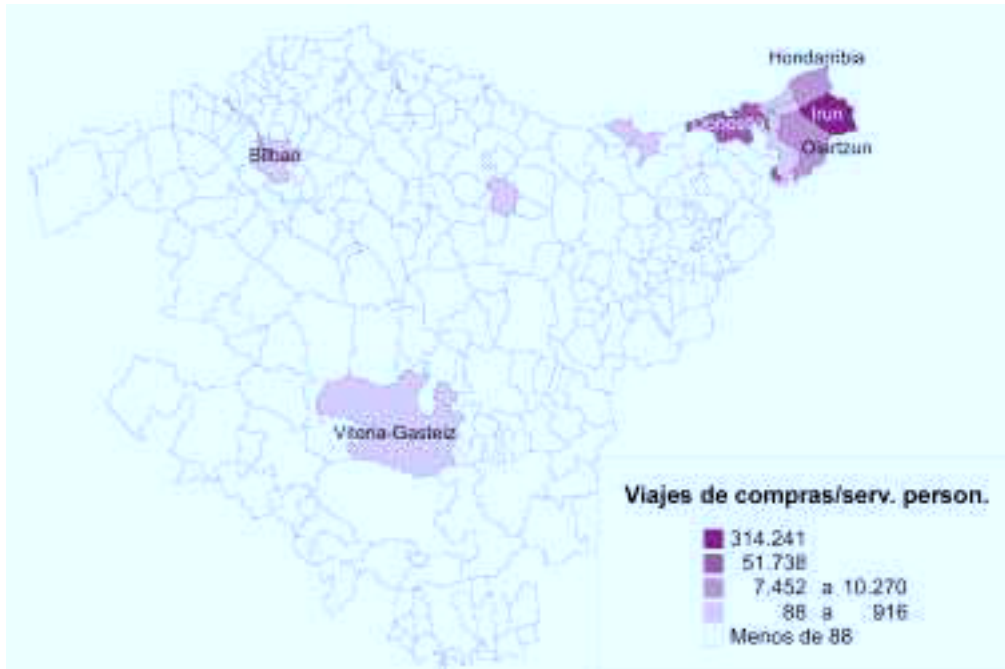 Hondarribia
Irun
Oiartzun
Bilbao
Vitoria-Gasteiz
Viajes de compras/serv. person.
314.241
51.738
7.452 a 10.270
88 a 916
Menos de 88